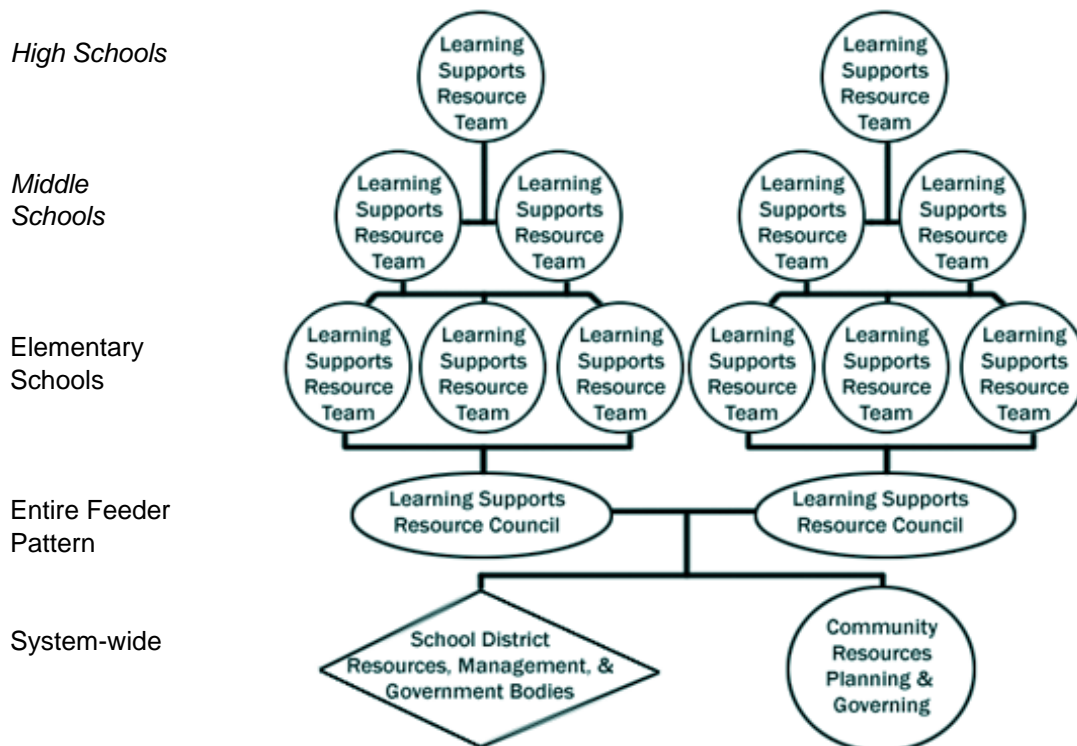 High Schools
Learning
Supports
Resource
Team
Learning
Supports
Resource
Team
Middle
Schools
Learning
Supports
Resource
Team
Learning
Supports
Resource
Team
Learning
Supports
Resource
Team
Learning
Supports
Resource
Team
Elementary
Schools
Learning
Supports
Resource
Team
Learning
Supports
Resource
Team
Learning
Supports
Resource
Team
Learning
Supports
Resource
Team
Learning
Supports
Resource
Team
Learning
Supports
Resource
Team
Entire Feeder
Pattern
Learning Supports
Resource Council
Learning Supports
Resource Council
System-wide
School District
Resources, Management, &
Government Bodies
Community
Resources
Planning &
Governing